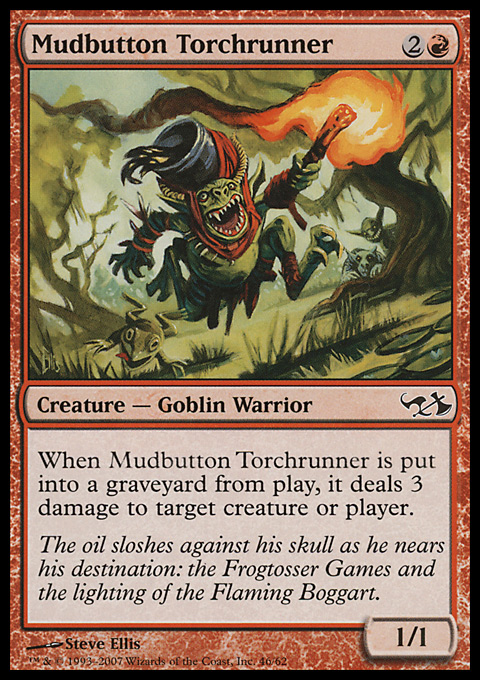 Mudbutton Torchrunner 2
Ellis
Creature — Goblin Warrior
When Mudbutton Torchrunner is put
into a graveyard from play, it deals 3
damage to target creature or player.
The oil sloshes against his skull as he nears
his destination: the Frogtosser Games and
the lighting of the Flaming Boggart.
Steve Ellis
1/1
™ & © 1993–2007 Wizards of the Coast, Inc. 46/62